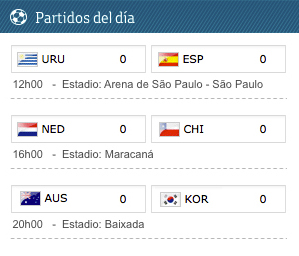 Partidos del día
URU 0 ESP 0
12h00 - Estadio: Arena de São Paulo - São Paulo
NED 0 CHI 0
16h00 - Estadio: Maracaná
AUS 0 KOR 0
20h00 - Estadio: Baixada